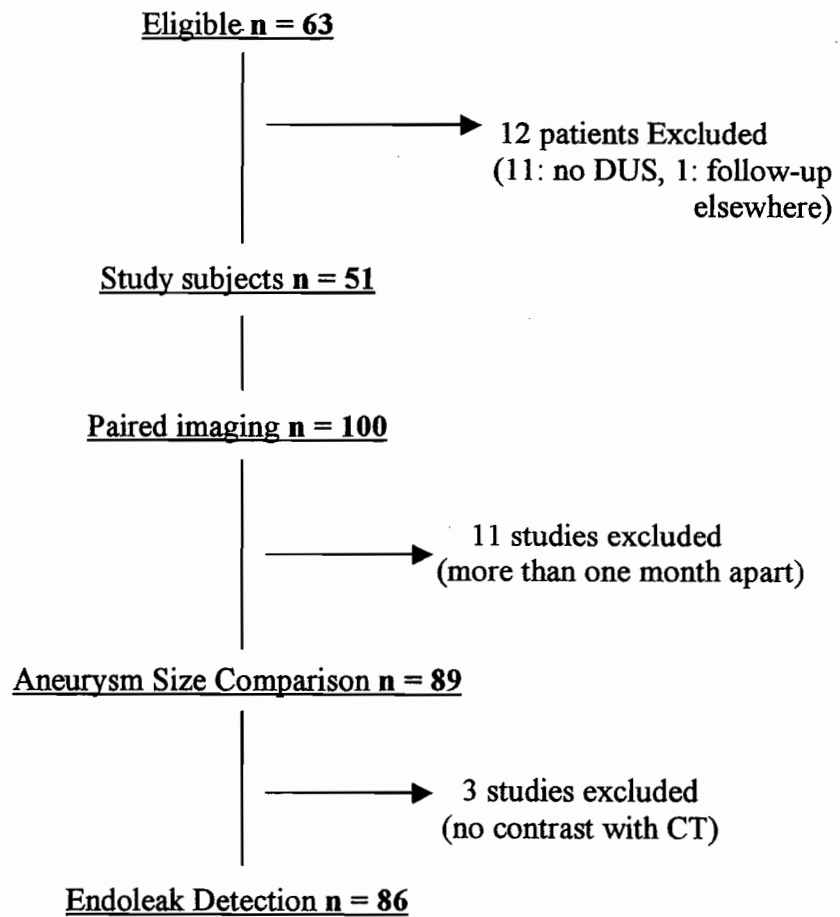 Eligible n = 63
12 patients Excluded
(11: no DUS, 1: follow-up
elsewhere)
Study subjects n = 51
Paired imaging n = 100
11 studies excluded
(more than one month apart)
Aneurysm Size Comparison n = 89
3 studies excluded
(no contrast with CT)
Endoleak Detection n = 86